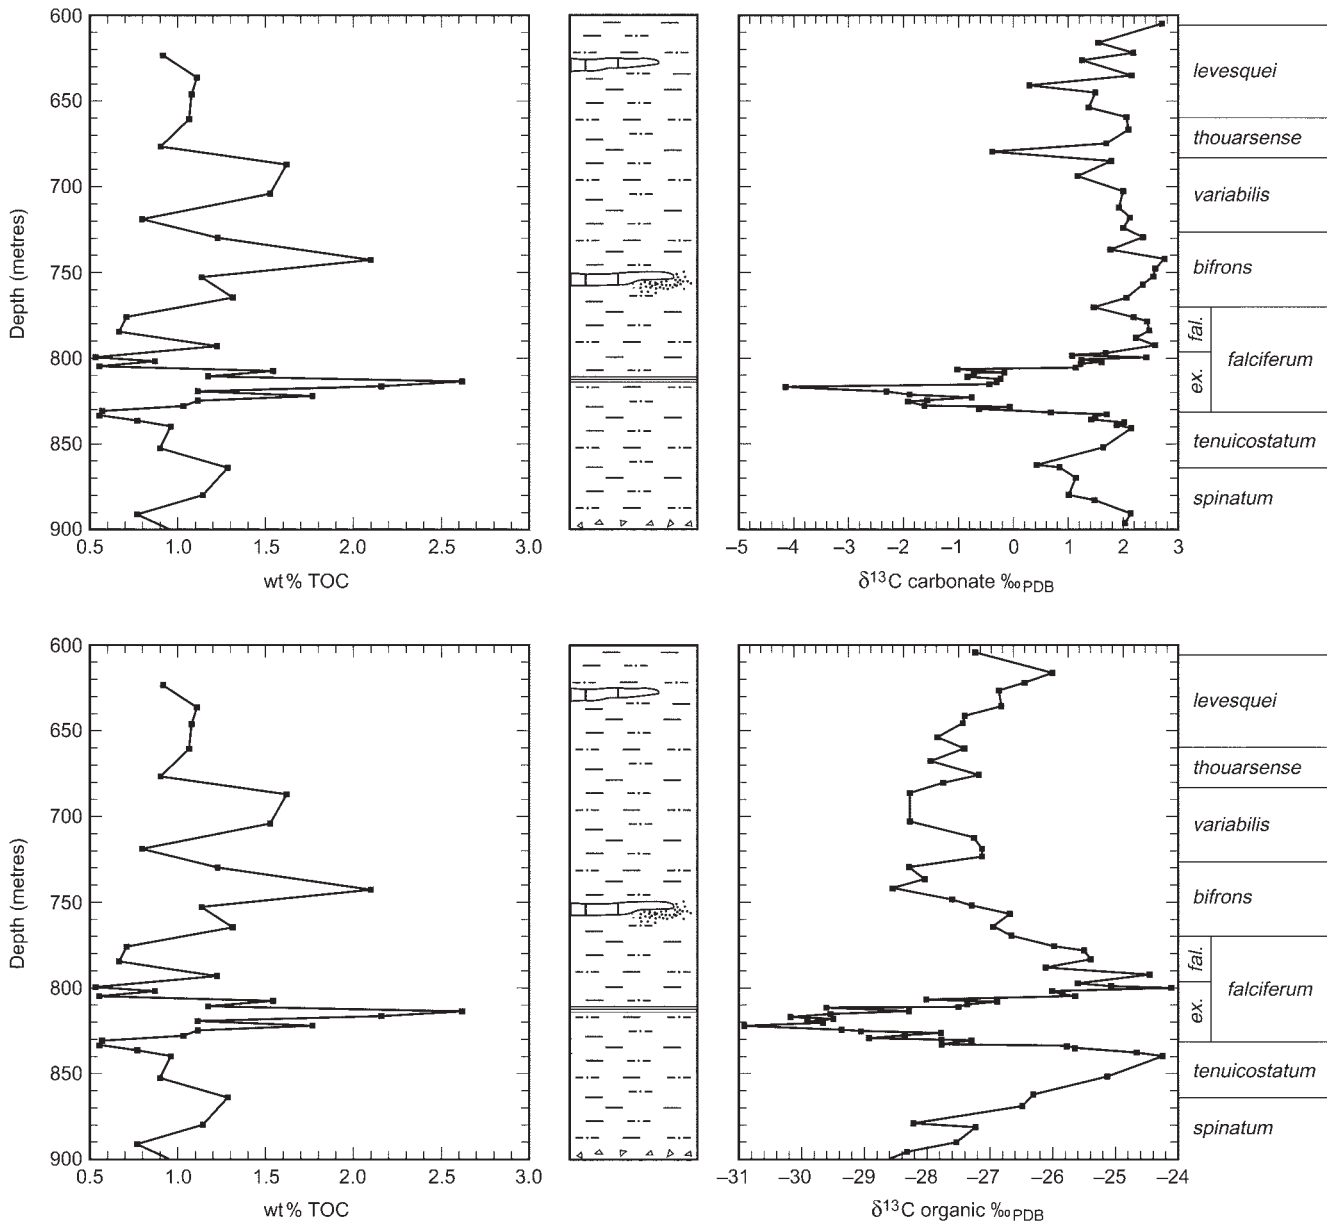 600
650
700
750
800
850
900
Depth (metres)
0.5 1.0 1.5 2.0 2.5 3.0
wt % TOC
–5 –4 –3 –2 –1 0 1 2 3
δ¹³C carbonate ‰PDB
levesquei
thouarsense
variabilis
bifrons
fal.
falciferum
ex.
tenuicostatum
spinatum
600
650
700
750
800
850
900
Depth (metres)
0.5 1.0 1.5 2.0 2.5 3.0
wt % TOC
–31 –30 –29 –28 –27 –26 –25 –24
δ¹³C organic ‰PDB
levesquei
thouarsense
variabilis
bifrons
fal.
falciferum
ex.
tenuicostatum
spinatum